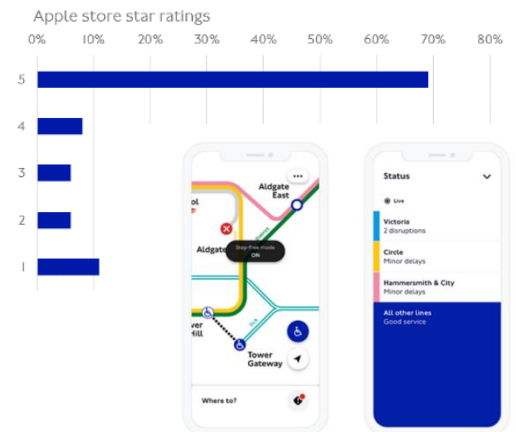 Apple store star ratings
0% 10% 20% 30% 40% 50% 60% 70% 80%
5
4
3
2
1
Aldgate
East
Step-Free mode
ON
Aldgate
Tower
Gateway
Where to?
Status
Live
Victoria
2 disruptions
Circle
Minor delays
Hammersmith & City
Minor delays
All other lines
Good service